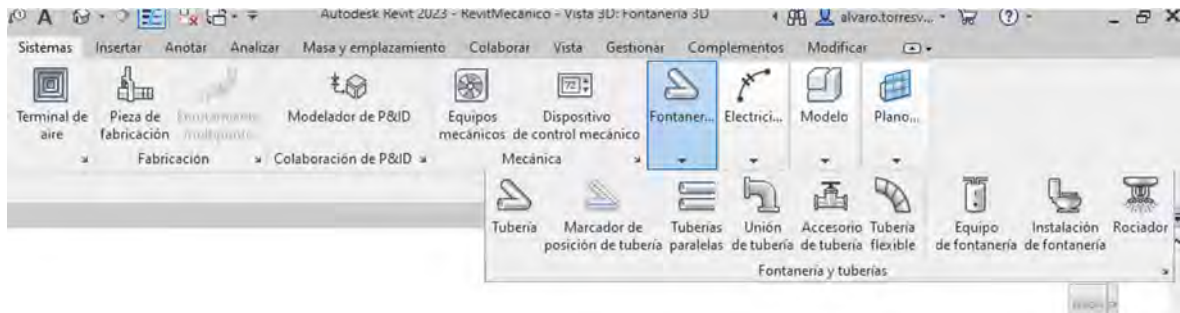 Autodesk Revit 2023 - RevitMecánico - Vista 3D: Fontanería 3D
alvaro.torresv...
Sistemas Insertar Anotar Analizar Masa y emplazamiento Colaborar Vista Gestionar Complementos Modificar
Terminal de aire
Pieza de fabricación
Modelador de P&ID
Equipos mecánicos
Dispositivo de control mecánico
Fontaner...
Electrici...
Modelo
Plano...
Fabricación
Colaboración de P&ID
Mecánica
Tubería
Marcador de posición de tubería
Tuberías paralelas
Unión de tubería
Accesorio de tubería
Tubería flexible
Equipo de fontanería
Instalación de fontanería
Rociador
Fontanería y tuberías